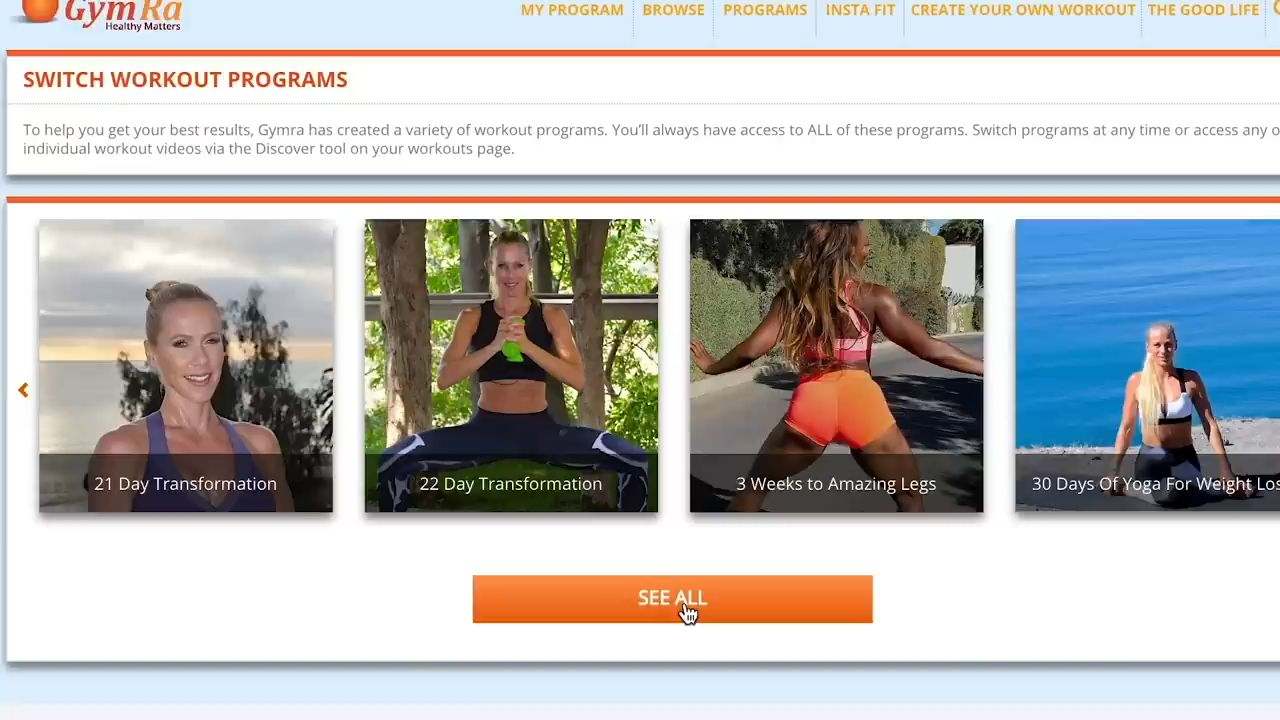 GymRa
Healthy Matters
MY PROGRAM
BROWSE
PROGRAMS
INSTA FIT
CREATE YOUR OWN WORKOUT
THE GOOD LIFE
SWITCH WORKOUT PROGRAMS
To help you get your best results, Gymra has created a variety of workout programs. You'll always have access to ALL of these programs. Switch programs at any time or access any o
individual workout videos via the Discover tool on your workouts page.
21 Day Transformation
22 Day Transformation
3 Weeks to Amazing Legs
30 Days Of Yoga For Weight Los
SEE ALL